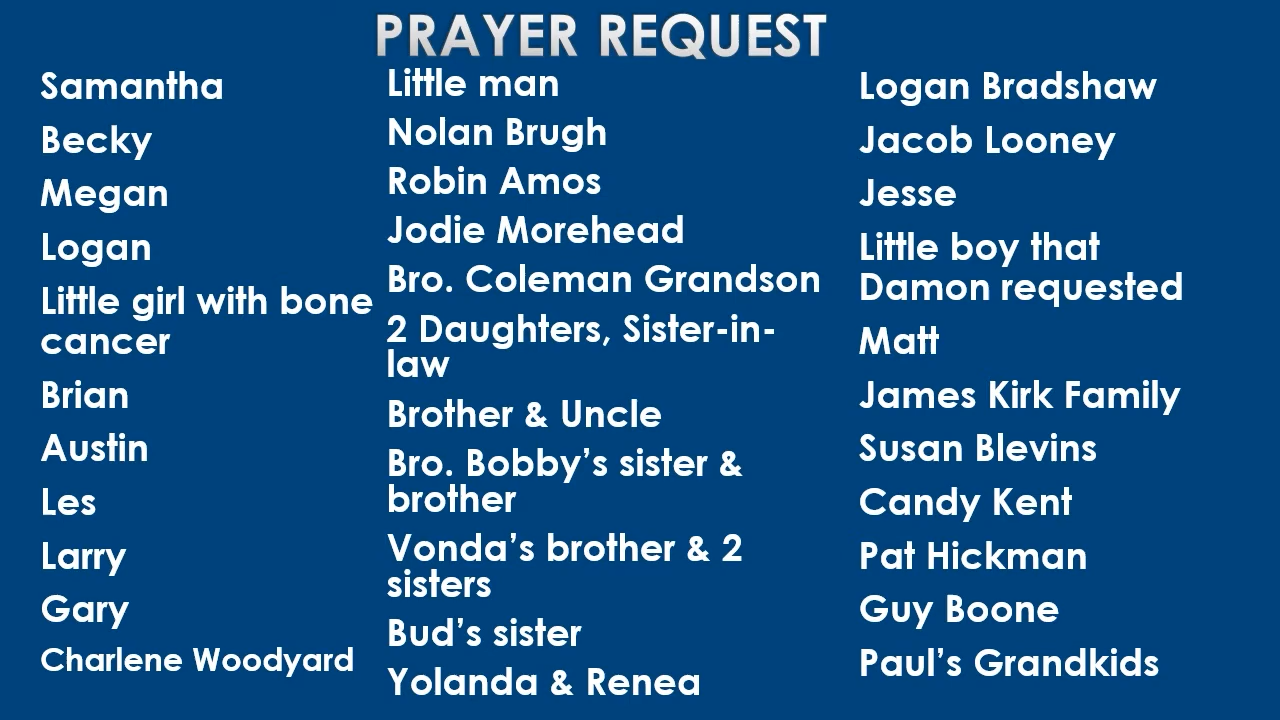 PRAYER REQUEST
Samantha
Becky
Megan
Logan
Little girl with bone
cancer
Brian
Austin
Les
Larry
Gary
Charlene Woodyard
Little man
Nolan Brugh
Robin Amos
Jodie Morehead
Bro. Coleman Grandson
2 Daughters, Sister-in-
law
Brother & Uncle
Bro. Bobby’s sister &
brother
Vonda’s brother & 2
sisters
Bud’s sister
Yolanda & Renea
Logan Bradshaw
Jacob Looney
Jesse
Little boy that
Damon requested
Matt
James Kirk Family
Susan Blevins
Candy Kent
Pat Hickman
Guy Boone
Paul’s Grandkids